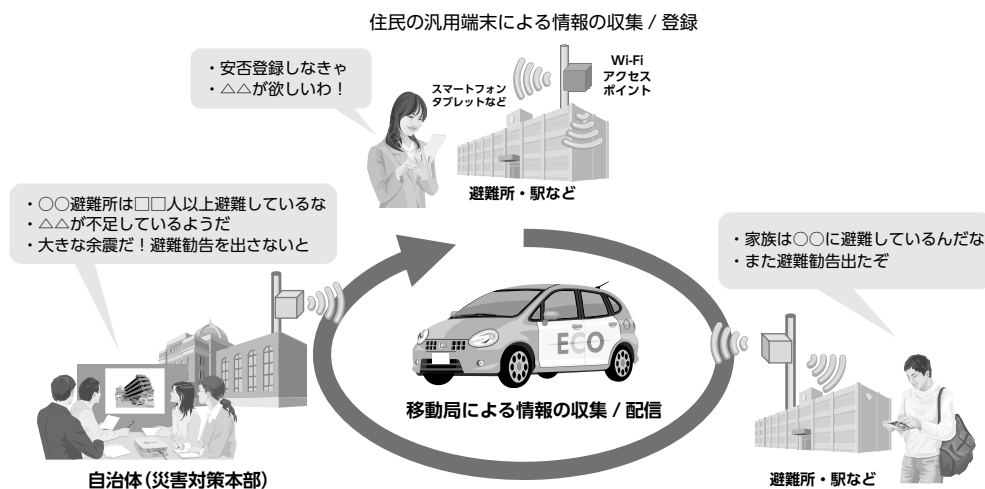 住民の汎用端末による情報の収集 / 登録
・安否登録しなきゃ
・△△が欲しいわ！
スマートフォン
タブレットなど
Wi-Fi
アクセス
ポイント
避難所・駅など
・○○避難所は□□人以上避難しているな
・△△が不足しているようだ
・大きな余震だ！避難勧告を出さないと
・家族は○○に避難しているんだな
・また避難勧告出たぞ
ECO
移動局による情報の収集 / 配信
自治体（災害対策本部）
避難所・駅など